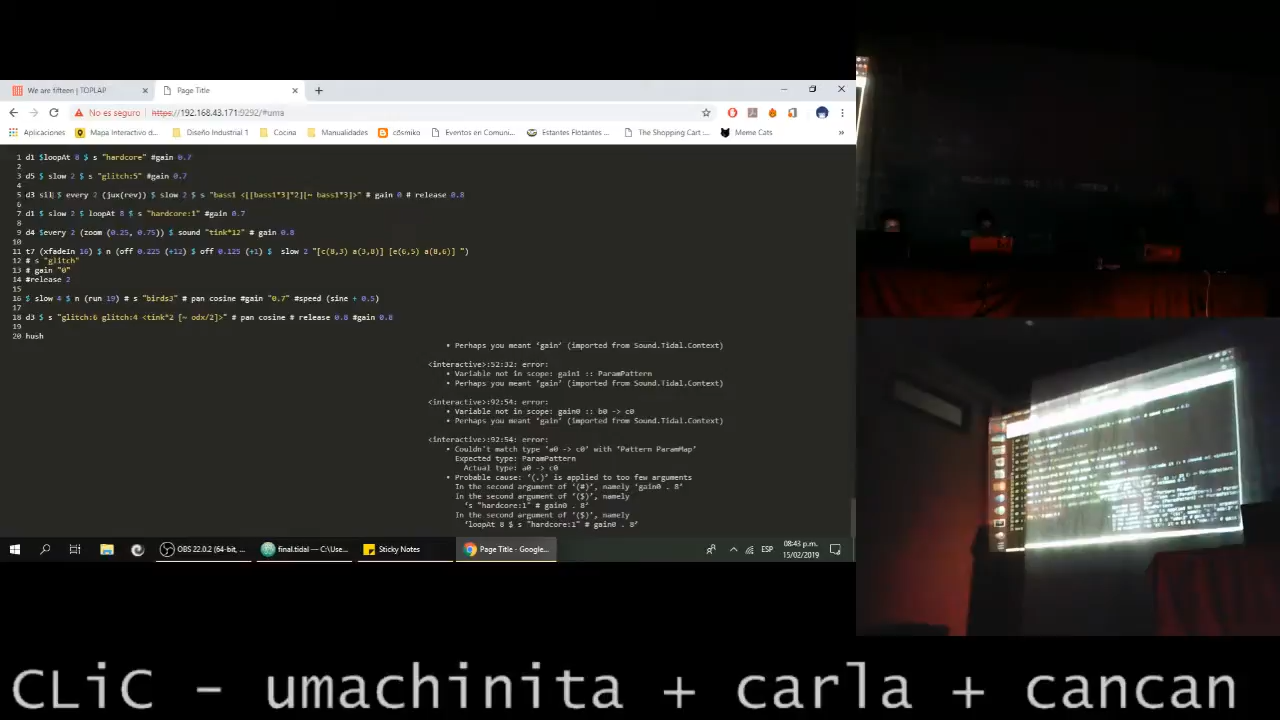 We are fifteen | TOPLAP
Page Title
No es seguro | https://192.168.43.171:9292/#uma
Aplicaciones
Mapa Interactivo d...
Diseño Industrial 1
Cocina
Manualidades
cósmiko
Eventos en Comuni...
Estantes Flotantes ...
The Shopping Cart :...
Meme Cats
»
1 d1 $loopAt 8 $ s "hardcore" #gain 0.7
2
3 d5 $ slow 2 $ s "glitch:5" #gain 0.7
4
5 d3 sil $ every 2 (jux(rev)) $ slow 2 $ s "bass1 <[[bass1*3]*2][~ bass1*3]>" # gain 0 # release 0.8
6
7 d1 $ slow 2 $ loopAt 8 $ s "hardcore:1" #gain 0.7
8
9 d4 $every 2 (zoom (0.25, 0.75)) $ sound "tink*12" # gain 0.8
10
11 t7 (xfadeIn 16) $ n (off 0.225 (+12) $ off 0.125 (+1) $  slow 2 "[c(8,3) a(3,8)] [e(6,5) a(8,6)] ")
12 # s "glitch"
13 # gain "0"
14 #release 2
15
16 $ slow 4 $ n (run 19) # s "birds3" # pan cosine #gain "0.7" #speed (sine + 0.5)
17
18 d3 $ s "glitch:6 glitch:4 <tink*2 [~ odx/2]>" # pan cosine # release 0.8 #gain 0.8
19
20 hush
• Perhaps you meant ‘gain’ (imported from Sound.Tidal.Context)
<interactive>:52:32: error:
• Variable not in scope: gain1 :: ParamPattern
• Perhaps you meant ‘gain’ (imported from Sound.Tidal.Context)
<interactive>:92:54: error:
• Variable not in scope: gain0 :: b0 -> c0
• Perhaps you meant ‘gain’ (imported from Sound.Tidal.Context)
<interactive>:92:54: error:
• Couldn't match type ‘a0 -> c0’ with ‘Pattern ParamMap’
Expected type: ParamPattern
Actual type: a0 -> c0
• Probable cause: ‘(.)’ is applied to too few arguments
In the second argument of ‘(#)’, namely ‘gain0 . 8’
In the second argument of ‘($)’, namely
‘s "hardcore:1" # gain0 . 8’
In the second argument of ‘($)’, namely
‘loopAt 8 $ s "hardcore:1" # gain0 . 8’
OBS 22.0.2 (64-bit, ...
final.tidal — C:\Use...
Sticky Notes
Page Title - Google...
ESP
08:43 p.m.
15/02/2019
CLiC - umachinita + carla + cancan